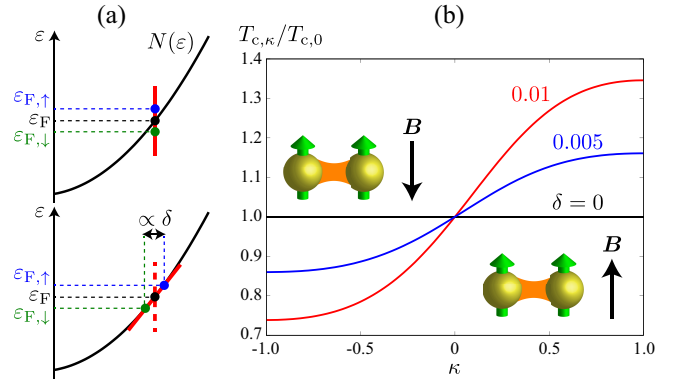 (a)
ε
N(ε)
ε_F,↑
ε_F
ε_F,↓
ε
∝ δ
ε_F,↑
ε_F
ε_F,↓
(b)
T_c,κ/T_c,0
1.4
1.3
1.2
1.1
1.0
0.9
0.8
0.7
0.01
0.005
δ = 0
B
B
-1.0 -0.5 0 0.5 1.0
κ